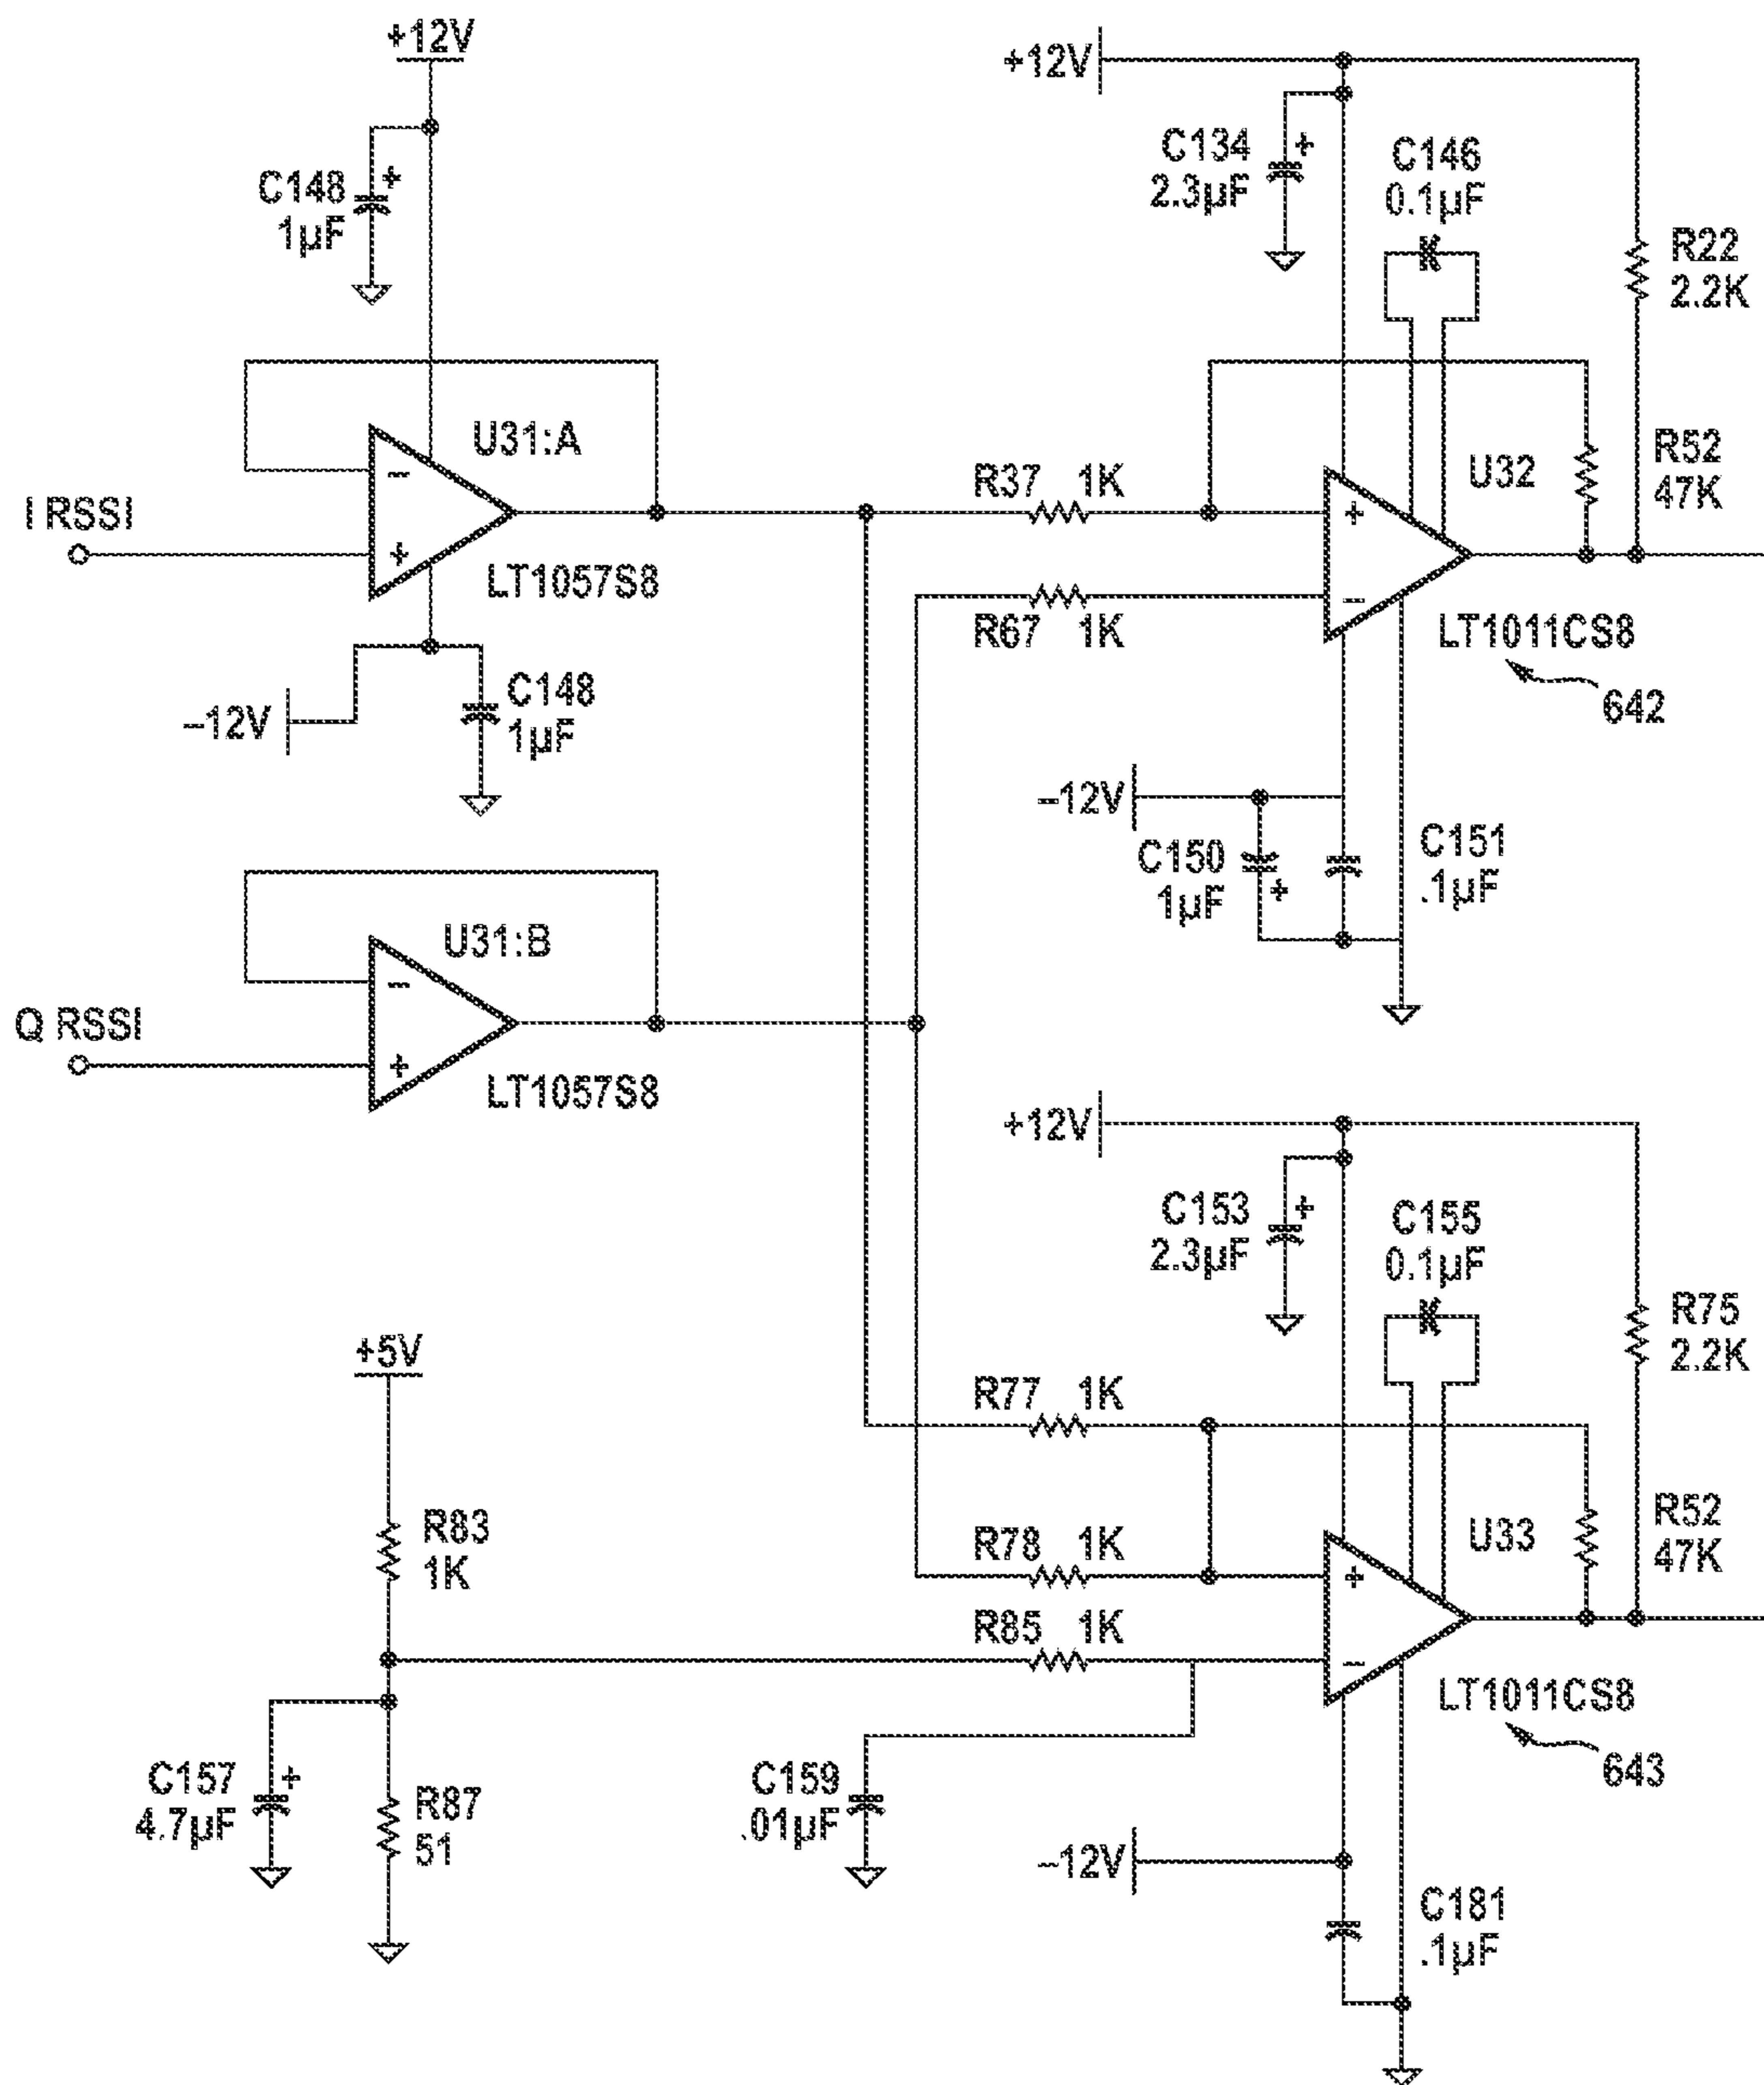 +12V
C148
1µF
+
U31:A
−
+
I RSSI
LT1057S8
−12V
C148
1µF
U31:B
−
+
Q RSSI
LT1057S8
+5V
R83
1K
C157
4.7µF
+
R87
51
C159
.01µF
+12V
C134
2.3µF
+
C146
0.1µF
R22
2.2K
R37 1K
R67 1K
+
−
U32
R52
47K
LT1011CS8
642
−12V
C150
1µF
+
C151
.1µF
+12V
C153
2.3µF
+
C155
0.1µF
R75
2.2K
R77 1K
R78 1K
R85 1K
+
−
U33
R52
47K
LT1011CS8
643
−12V
C181
.1µF